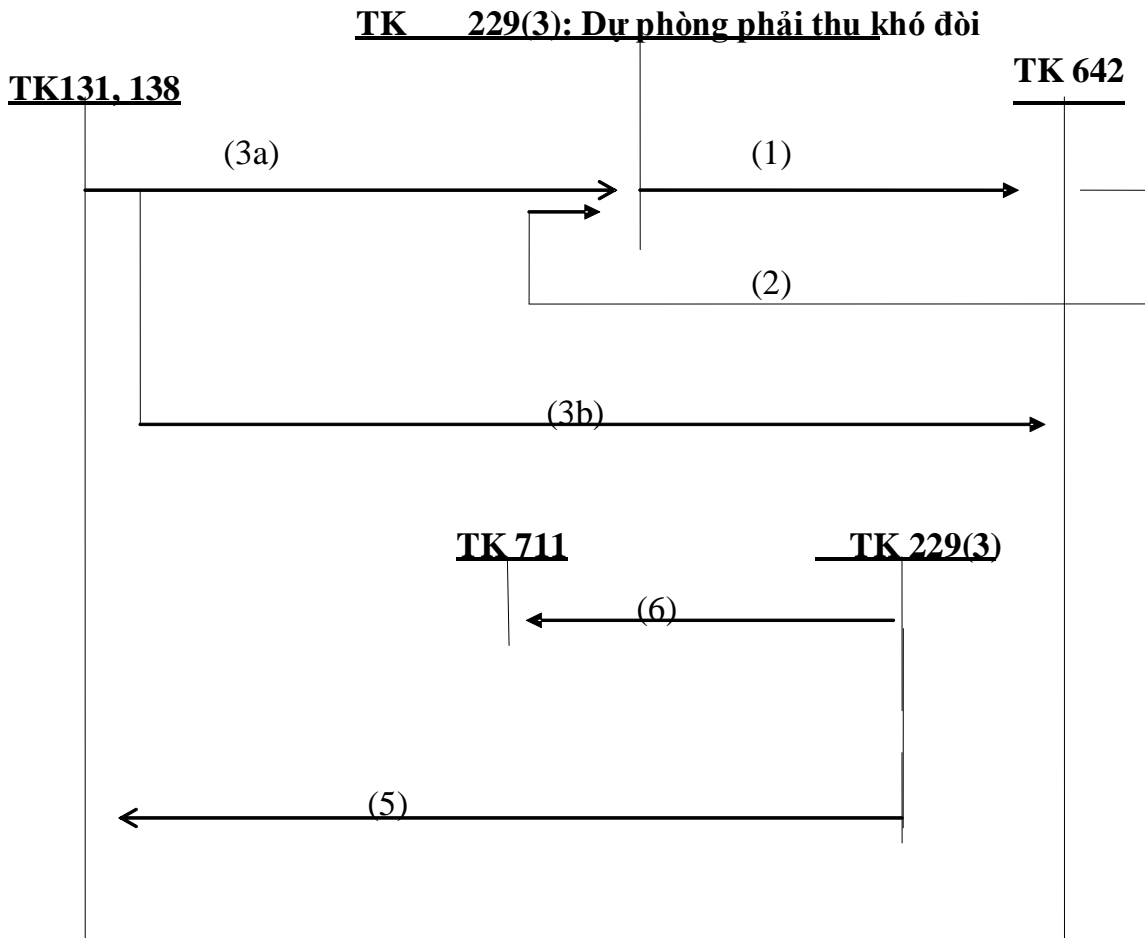 TK 229(3): Dự phòng phải thu khó đòi
TK131, 138
TK 642
(3a)
(1)
(2)
(3b)
TK 711
TK 229(3)
(6)
(5)